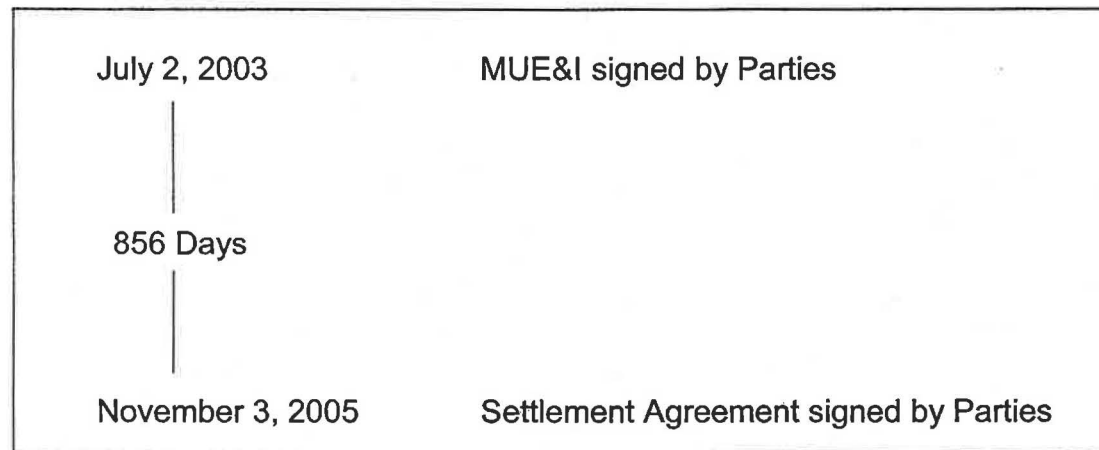 July 2, 2003 MUE&I signed by Parties
856 Days
November 3, 2005 Settlement Agreement signed by Parties